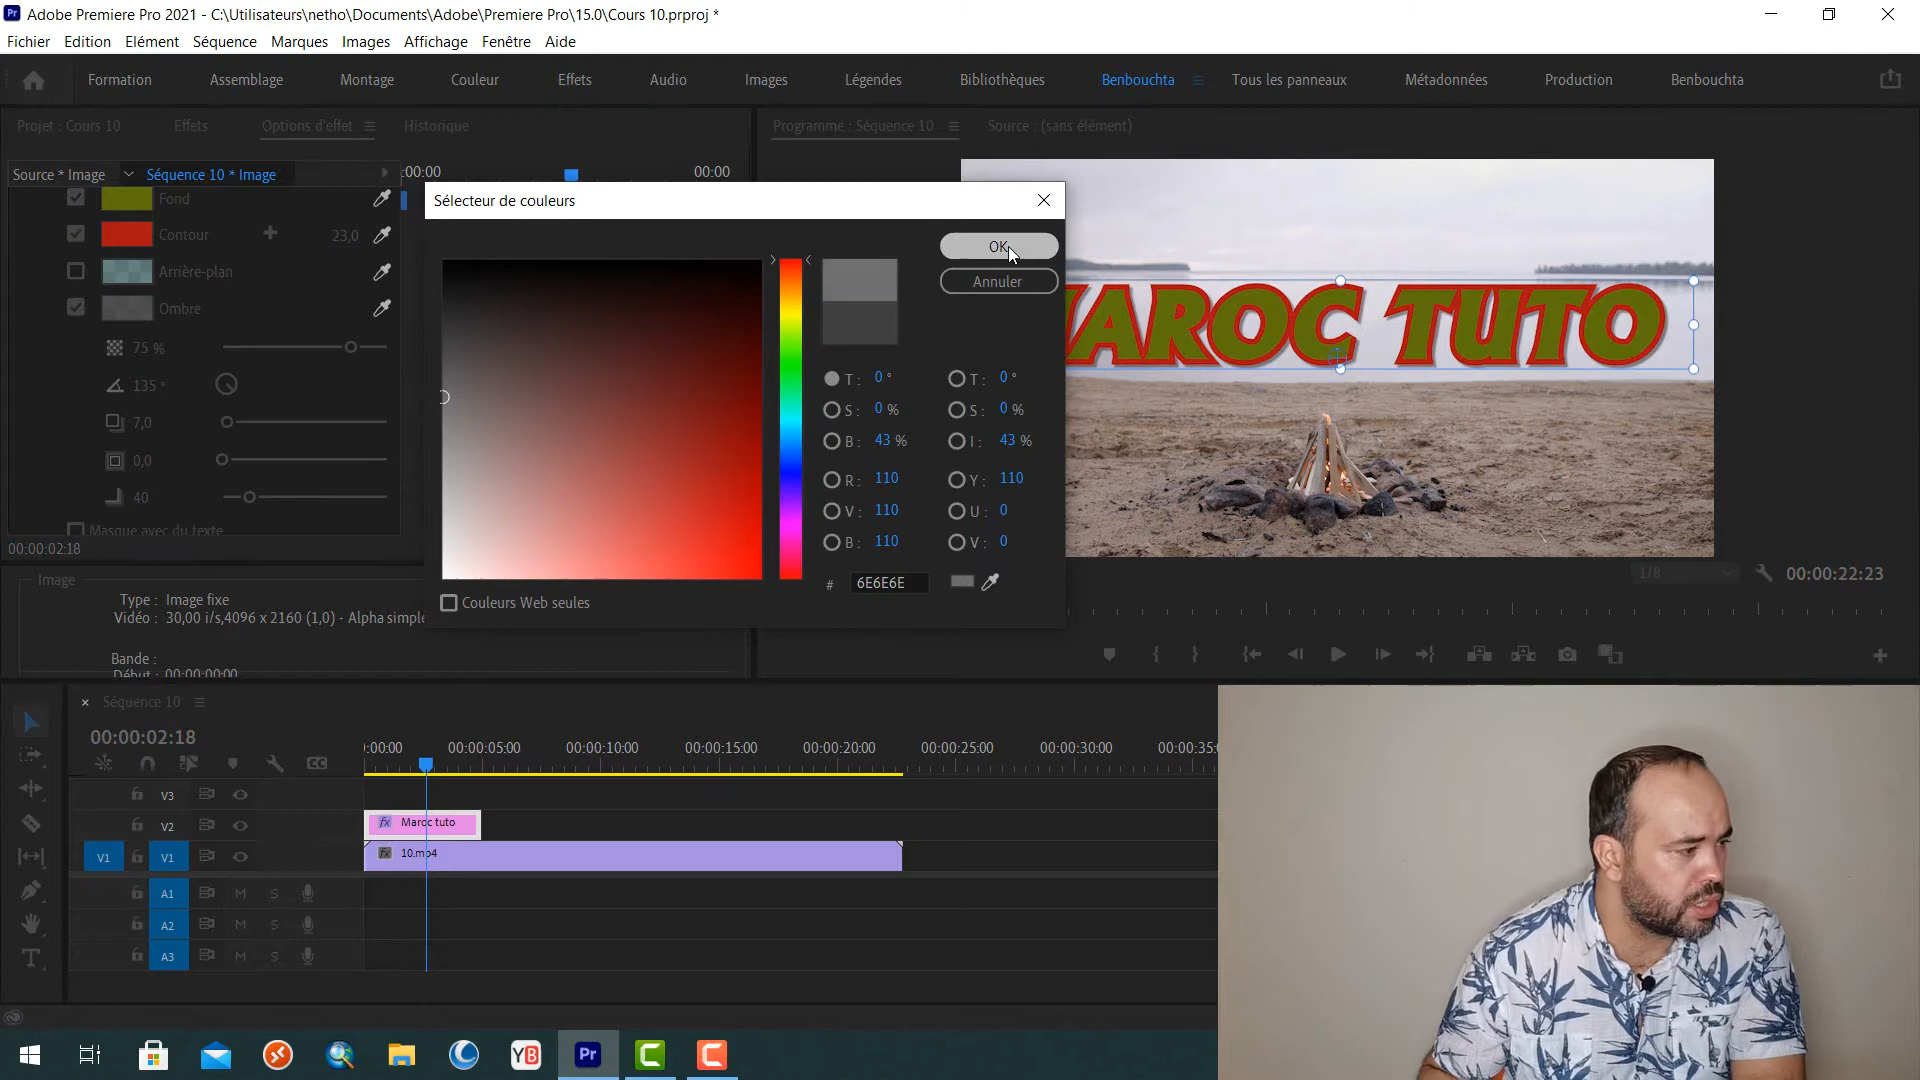 Adobe Premiere Pro 2021 - C:\Utilisateurs\netho\Documents\Adobe\Premiere Pro\15.0\Cours 10.prproj *
Fichier Edition Elément Séquence Marques Images Affichage Fenêtre Aide
Formation Assemblage Montage Couleur Effets Audio Images Légendes Bibliothèques Benbouchta Tous les panneaux Métadonnées Production Benbouchta
Projet : Cours 10 Effets Options d'effet Historique Programme : Séquence 10 Source : (sans élément)
Source * Image Séquence 10 * Image :00:00 00:00
Fond
Contour 23,0
Arrière-plan
Ombre
75 %
135 °
7,0
0,0
40
Masque avec du texte
00:00:02:18
Sélecteur de couleurs
OK
Annuler
T : 0 ° T : 0 °
S : 0 % S : 0 %
B : 43 % I : 43 %
R : 110 Y : 110
V : 110 U : 0
B : 110 V : 0
# 6E6E6E
Couleurs Web seules
MAROC TUTO
1/8 00:00:22:23
Image
Type : Image fixe
Vidéo : 30,00 i/s,4096 x 2160 (1,0) - Alpha simple
Bande :
Début : 00:00:00:00
Séquence 10
00:00:02:18
:00:00 00:00:05:00 00:00:10:00 00:00:15:00 00:00:20:00 00:00:25:00 00:00:30:00 00:00:35:0
CC
V3
V2 fx Maroc tuto
V1 V1 fx 10.mp4
A1 M S
A2 M S
A3 M S
T
YB Pr C C